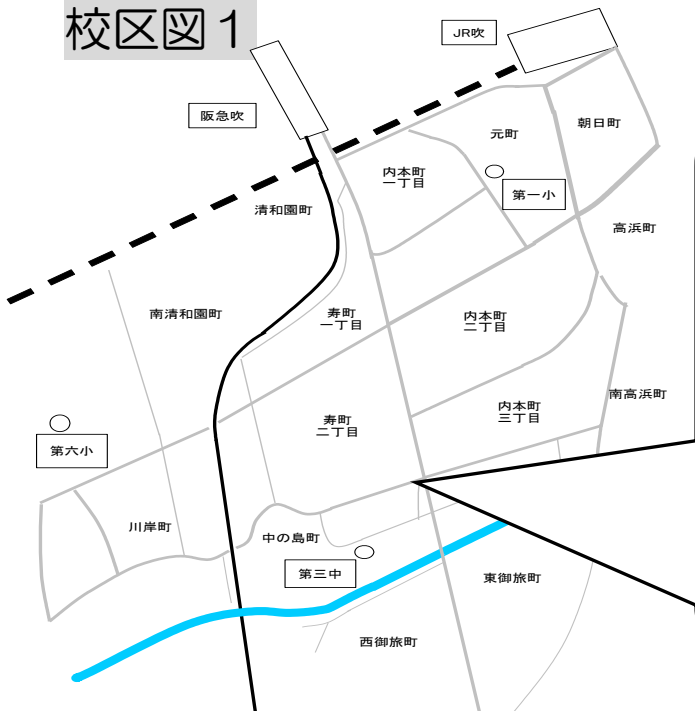 校区図１
JR吹
阪急吹
朝日町
元町
内本町
一丁目
第一小
清和園町
高浜町
南清和園町
寿町
一丁目
内本町
二丁目
南高浜町
内本町
三丁目
寿町
二丁目
第六小
川岸町
中の島町
第三中
東御旅町
西御旅町